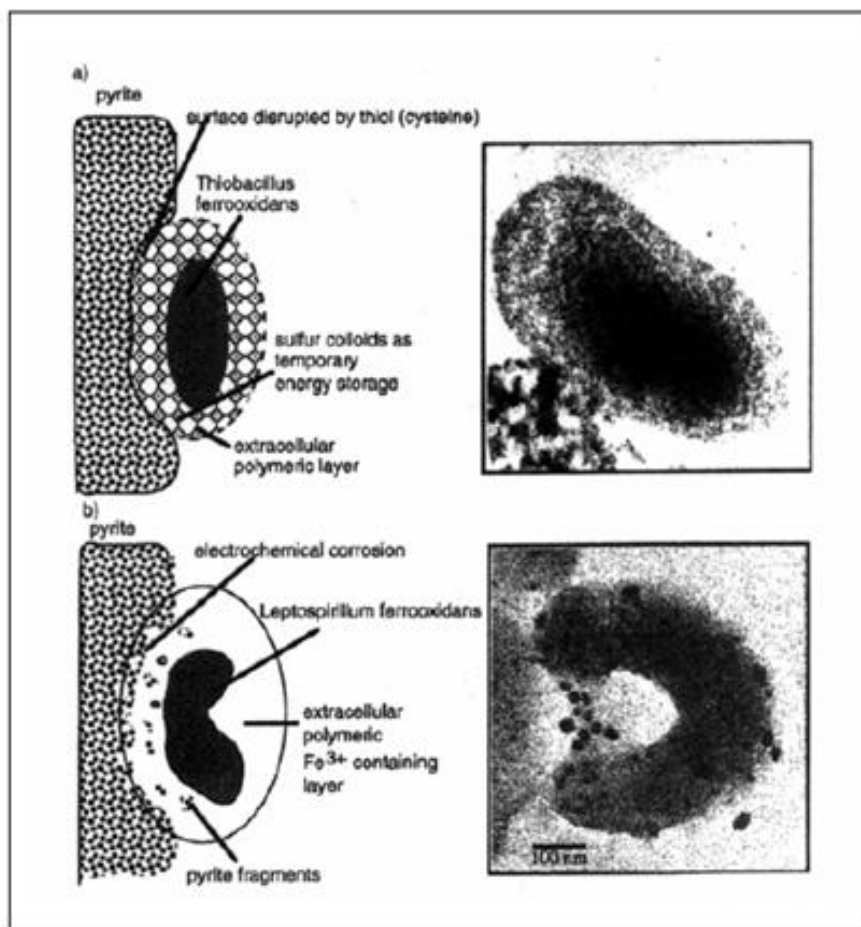 a)
pyrite
surface disrupted by thiol (cysteine)
Thiobacillus
ferrooxidans
sulfur colloids as
temporary
energy storage
extracellular
polymeric layer
b)
pyrite
electrochemical corrosion
Leptospirillum ferrooxidans
extracellular
polymeric
Fe3+ containing
layer
pyrite fragments
100 nm